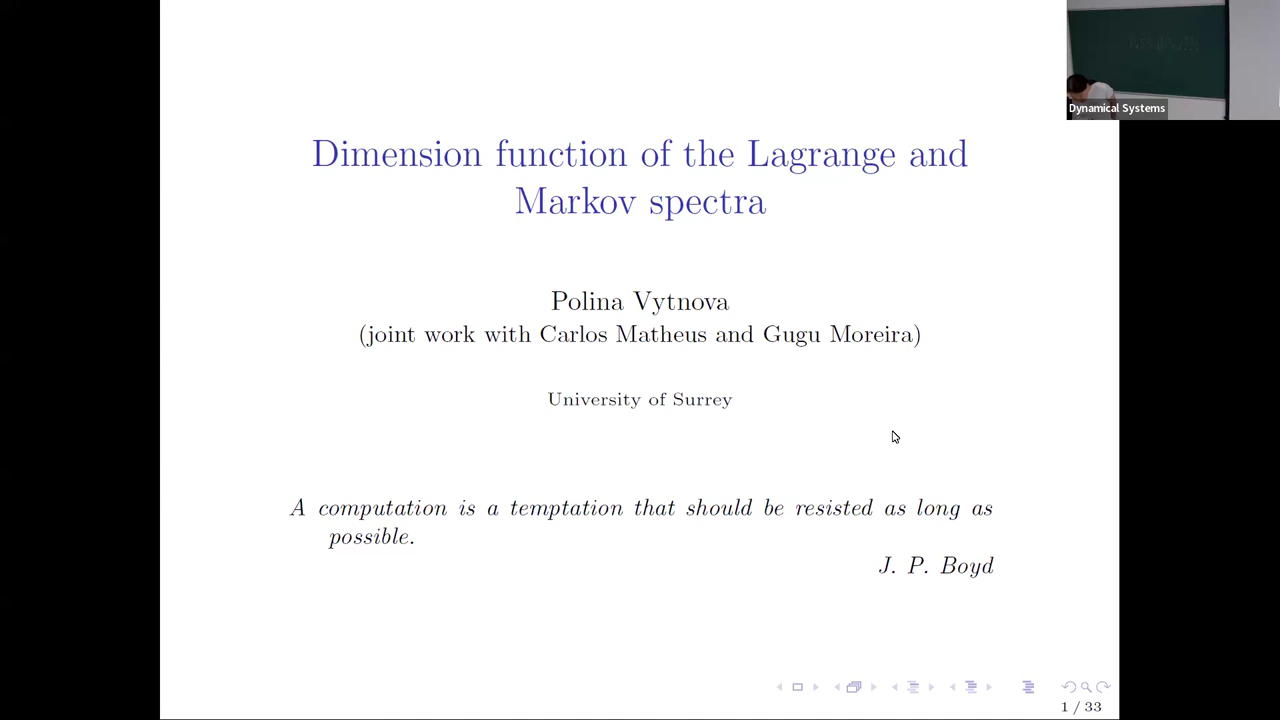 Dimension function of the Lagrange and
Markov spectra
Polina Vytnova
(joint work with Carlos Matheus and Gugu Moreira)
University of Surrey
A computation is a temptation that should be resisted as long as
possible.
J. P. Boyd
1 / 33
Dynamical Systems